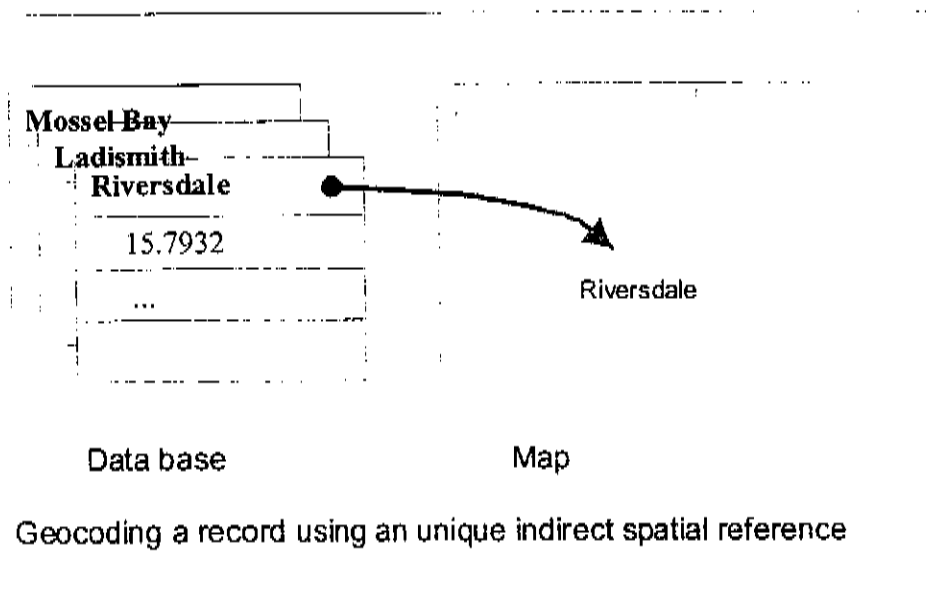 Mossel Bay
Ladismith
Riversdale
15.7932
...
Riversdale
Data base
Map
Geocoding a record using an unique indirect spatial reference